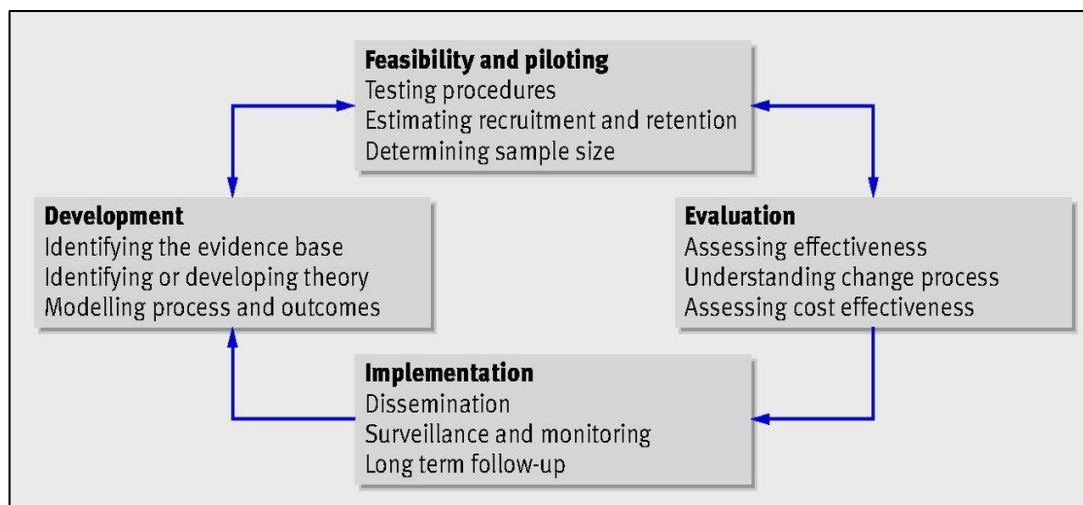 Feasibility and piloting
Testing procedures
Estimating recruitment and retention
Determining sample size
Development
Identifying the evidence base
Identifying or developing theory
Modelling process and outcomes
Evaluation
Assessing effectiveness
Understanding change process
Assessing cost effectiveness
Implementation
Dissemination
Surveillance and monitoring
Long term follow-up